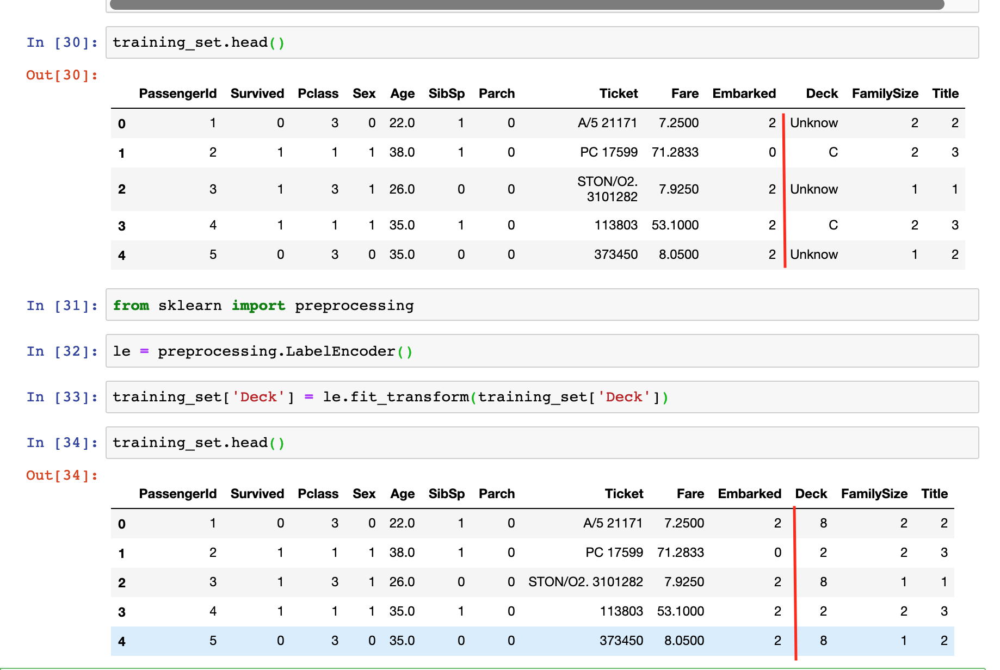 In [30]: training_set.head()
Out[30]:
PassengerId Survived Pclass Sex Age SibSp Parch Ticket Fare Embarked Deck FamilySize Title
0 1 0 3 0 22.0 1 0 A/5 21171 7.2500 2 Unknow 2 2
1 2 1 1 1 38.0 1 0 PC 17599 71.2833 0 C 2 3
2 3 1 3 1 26.0 0 0 STON/O2. 3101282 7.9250 2 Unknow 1 1
3 4 1 1 1 35.0 1 0 113803 53.1000 2 C 2 3
4 5 0 3 0 35.0 0 0 373450 8.0500 2 Unknow 1 2
In [31]: from sklearn import preprocessing
In [32]: le = preprocessing.LabelEncoder()
In [33]: training_set['Deck'] = le.fit_transform(training_set['Deck'])
In [34]: training_set.head()
Out[34]:
PassengerId Survived Pclass Sex Age SibSp Parch Ticket Fare Embarked Deck FamilySize Title
0 1 0 3 0 22.0 1 0 A/5 21171 7.2500 2 8 2 2
1 2 1 1 1 38.0 1 0 PC 17599 71.2833 0 2 2 3
2 3 1 3 1 26.0 0 0 STON/O2. 3101282 7.9250 2 8 1 1
3 4 1 1 1 35.0 1 0 113803 53.1000 2 2 2 3
4 5 0 3 0 35.0 0 0 373450 8.0500 2 8 1 2